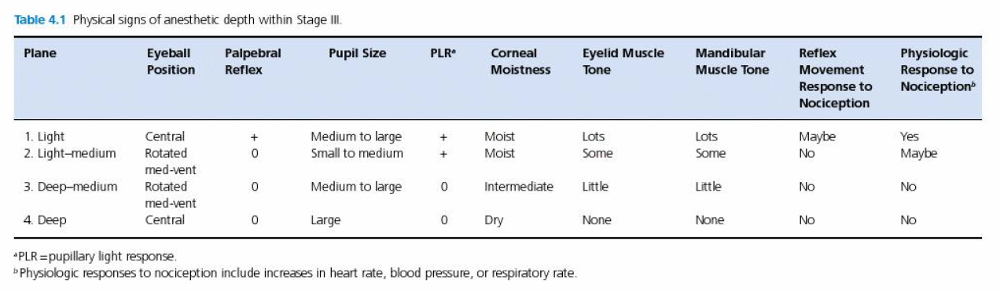 Table 4.1 Physical signs of anesthetic depth within Stage III.
Plane Eyeball Position Palpebral Reflex Pupil Size PLRᵃ Corneal Moistness Eyelid Muscle Tone Mandibular Muscle Tone Reflex Movement Response to Nociception Physiologic Response to Nociceptionᵇ
1. Light Central + Medium to large + Moist Lots Lots Maybe Yes
2. Light–medium Rotated med-vent 0 Small to medium + Moist Some Some No Maybe
3. Deep–medium Rotated med-vent 0 Medium to large 0 Intermediate Little Little No No
4. Deep Central 0 Large 0 Dry None None No No
ᵃPLR = pupillary light response.
ᵇPhysiologic responses to nociception include increases in heart rate, blood pressure, or respiratory rate.